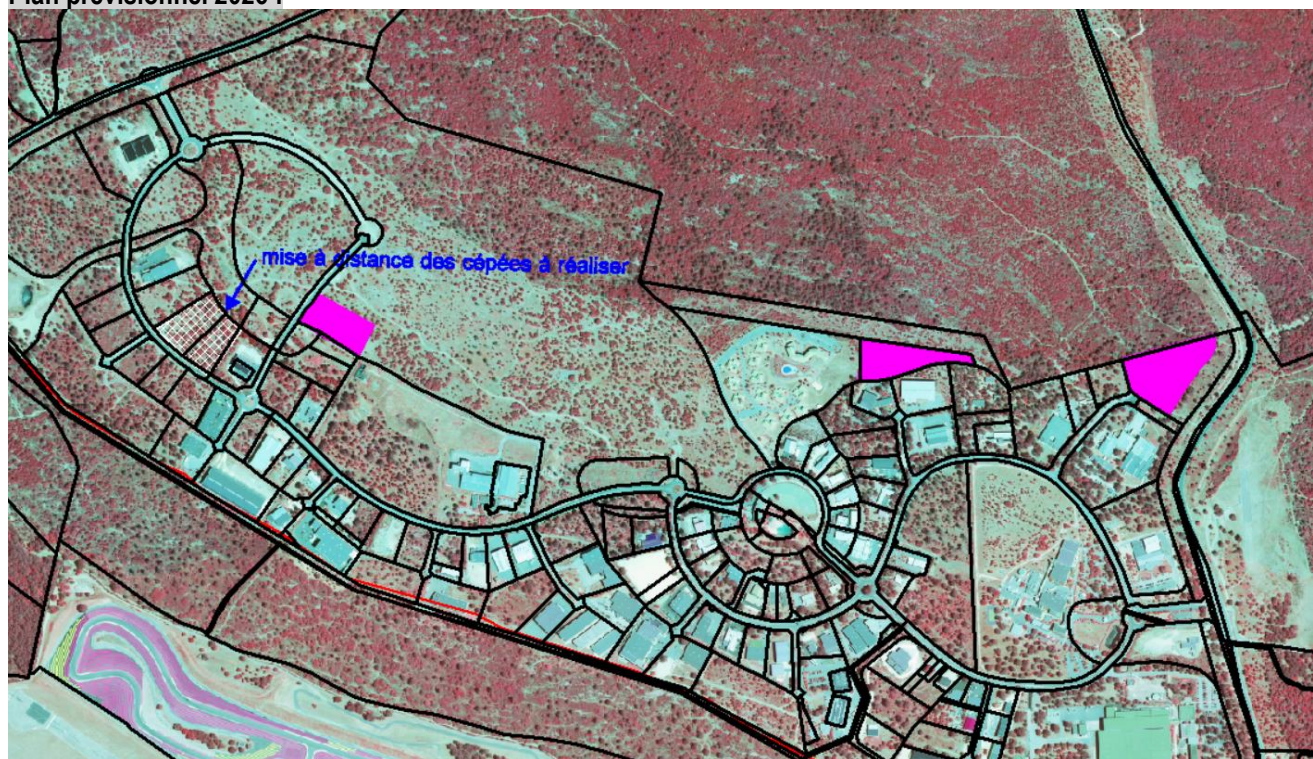 Plan prévisionnel 2020 :
mise à distance des cépées à réaliser